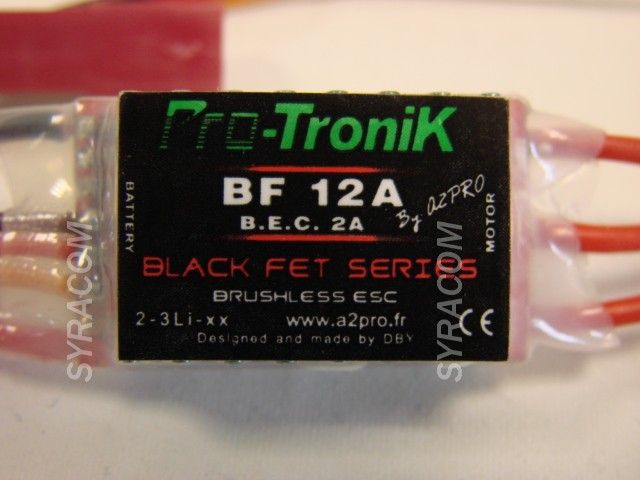 Pro-TroniK
BF 12A
By A2PRO
B.E.C. 2A
BATTERY
MOTOR
BLACK FET SERIES
BRUSHLESS ESC
2-3Li-xx www.a2pro.fr CE
Designed and made by DBY
SYRACOM
SYRACOM